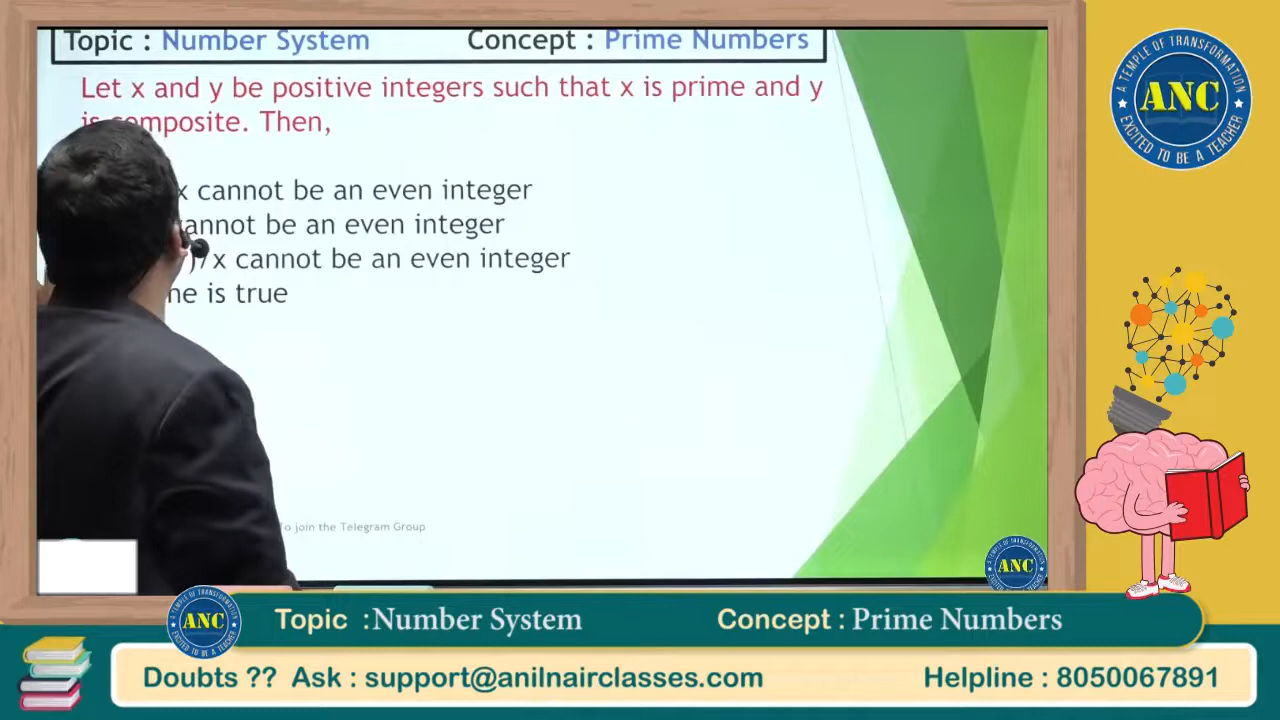 Topic : Number System Concept : Prime Numbers
Let x and y be positive integers such that x is prime and y
composite. Then,
x cannot be an even integer
cannot be an even integer
)/x cannot be an even integer
is true
To join the Telegram Group
A TEMPLE OF TRANSFORMATION
ANC
EXCITED TO BE A TEACHER
ANC
ANC
Topic : Number System Concept : Prime Numbers
Doubts ?? Ask : support@anilnairclasses.com Helpline : 8050067891